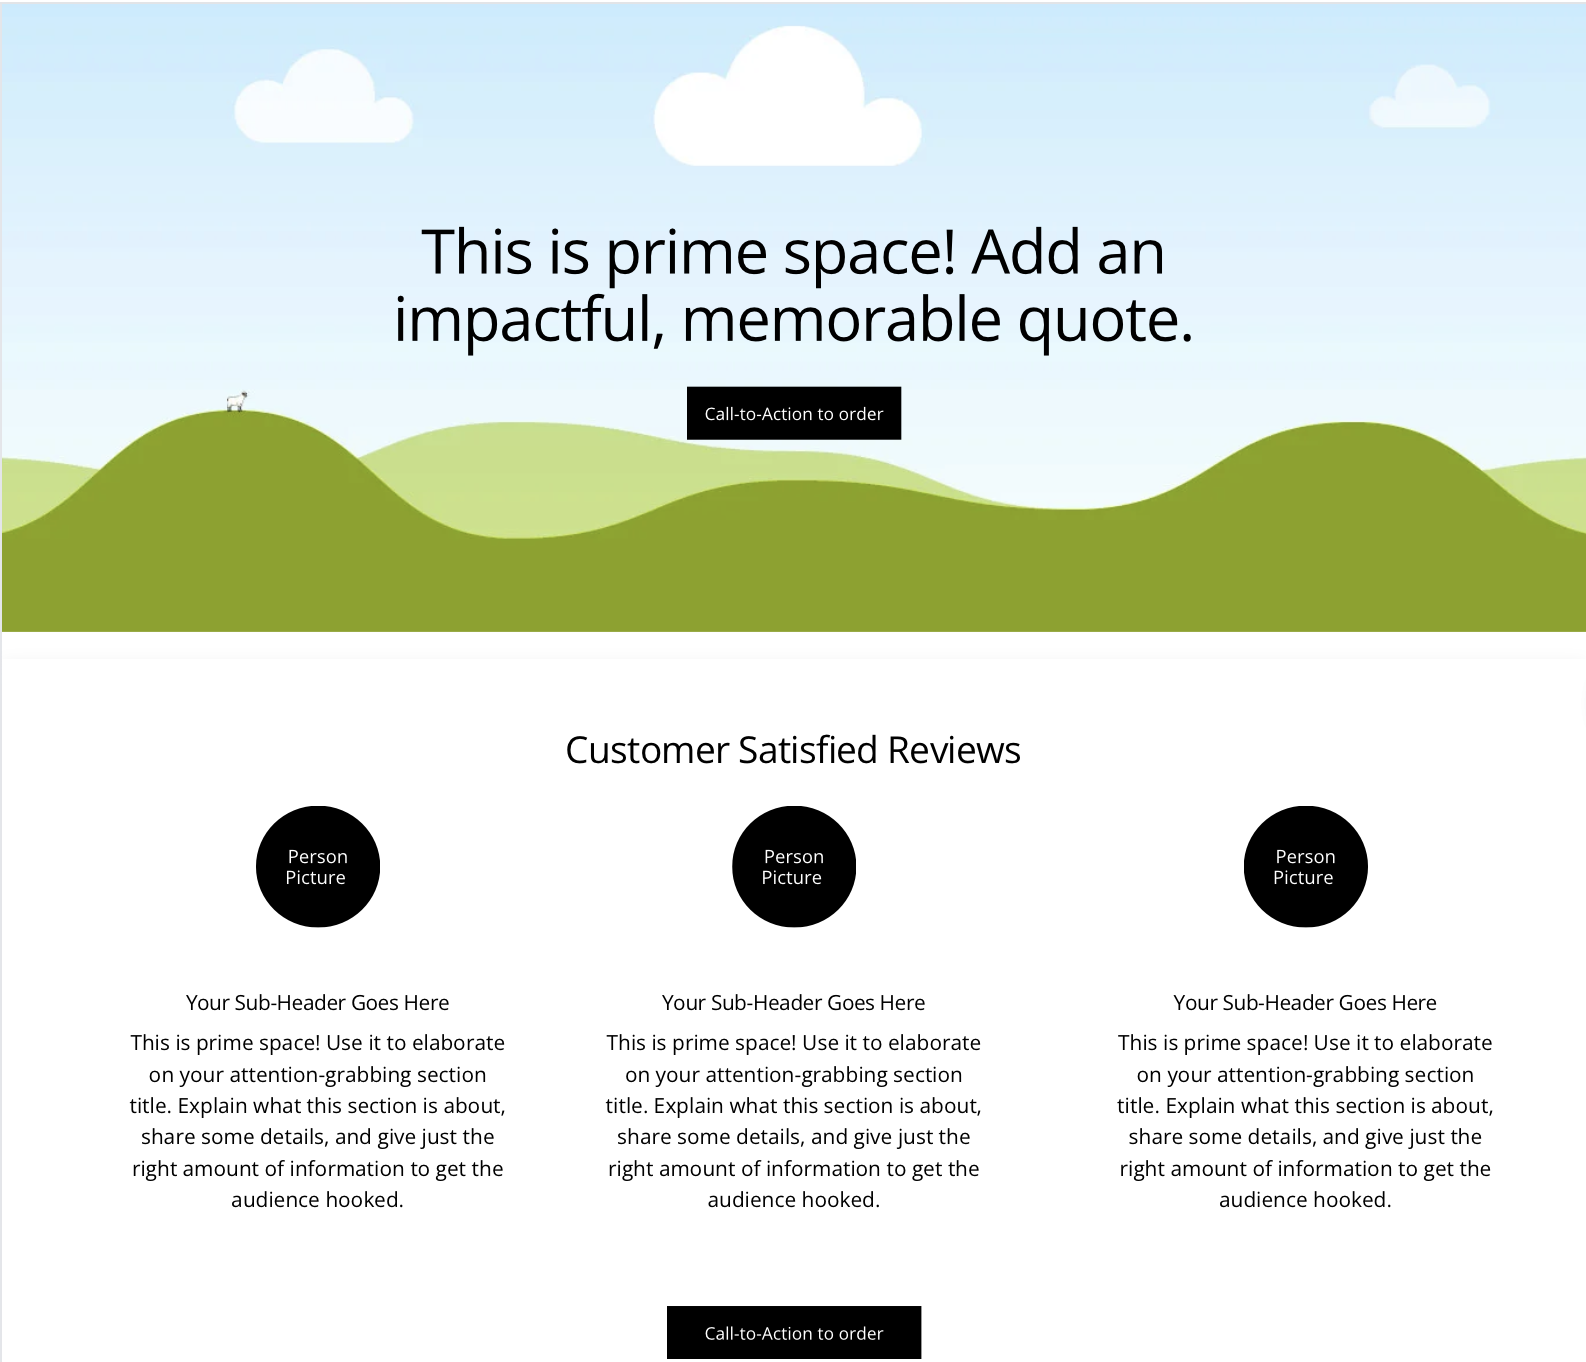 This is prime space! Add an
impactful, memorable quote.
Call-to-Action to order
Customer Satisfied Reviews
Person
Picture
Person
Picture
Person
Picture
Your Sub-Header Goes Here
This is prime space! Use it to elaborate
on your attention-grabbing section
title. Explain what this section is about,
share some details, and give just the
right amount of information to get the
audience hooked.
Your Sub-Header Goes Here
This is prime space! Use it to elaborate
on your attention-grabbing section
title. Explain what this section is about,
share some details, and give just the
right amount of information to get the
audience hooked.
Your Sub-Header Goes Here
This is prime space! Use it to elaborate
on your attention-grabbing section
title. Explain what this section is about,
share some details, and give just the
right amount of information to get the
audience hooked.
Call-to-Action to order